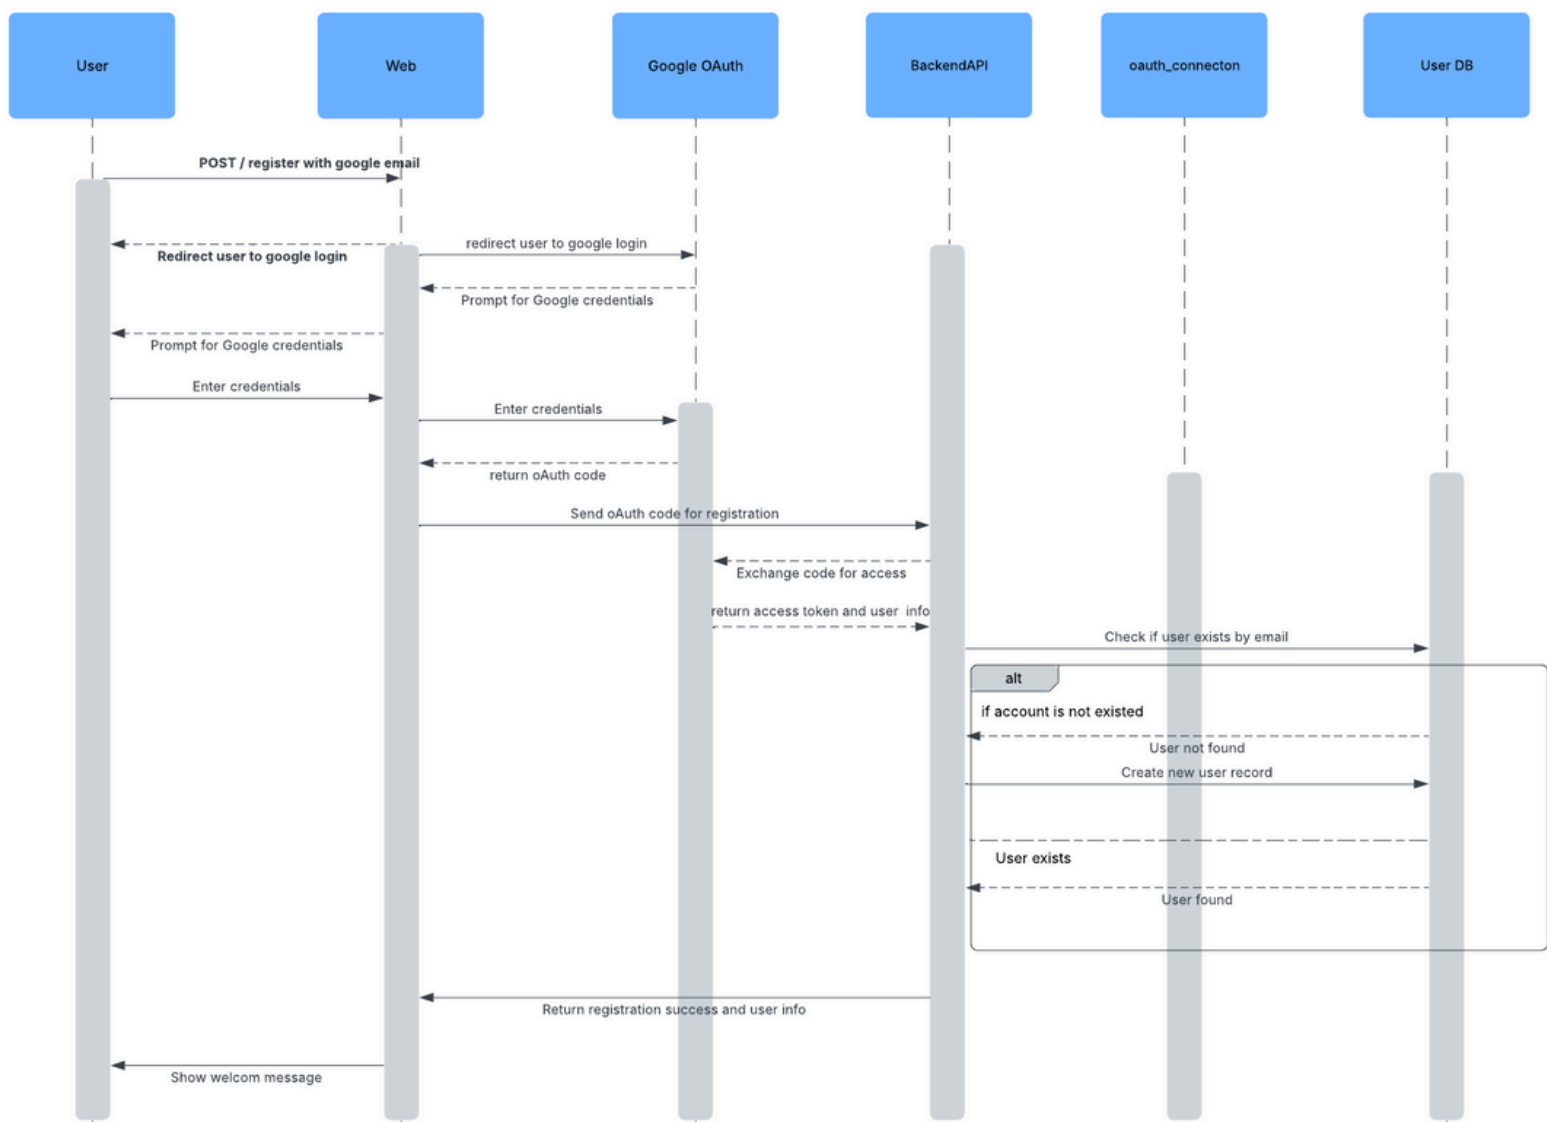 User
Web
Google OAuth
BackendAPI
oauth_connecton
User DB
POST / register with google email
redirect user to google login
Redirect user to google login
Prompt for Google credentials
Prompt for Google credentials
Enter credentials
Enter credentials
return oAuth code
Send oAuth code for registration
Exchange code for access
return access token and user info
Check if user exists by email
alt
if account is not existed
User not found
Create new user record
User exists
User found
Return registration success and user info
Show welcom message